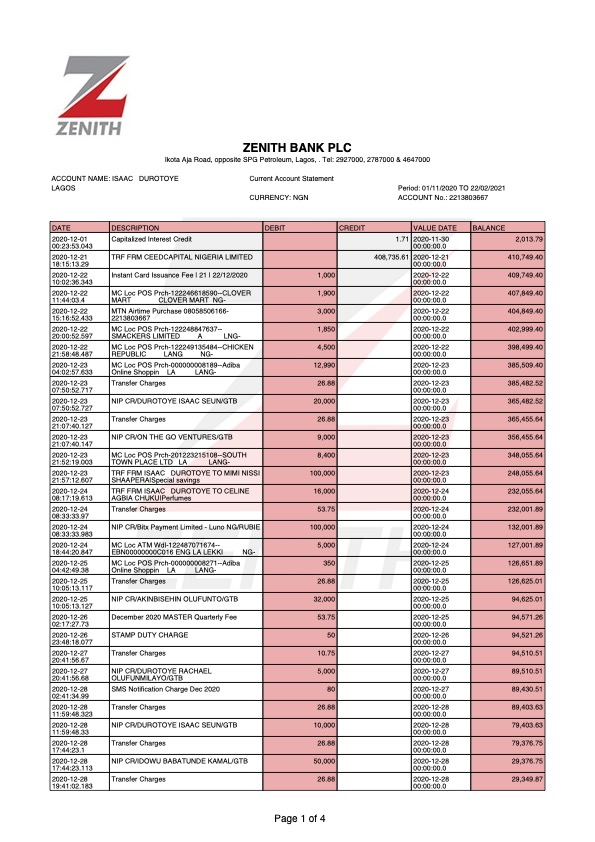 ZENITH
ZENITH BANK PLC
Ikota Aja Road, opposite SPG Petroleum, Lagos, . Tel: 2927000, 2787000 & 4647000
ACCOUNT NAME: ISAAC DUROTOYE Current Account Statement
LAGOS Period: 01/11/2020 TO 22/02/2021
CURRENCY: NGN ACCOUNT No.: 2213803667
DATE DESCRIPTION DEBIT CREDIT VALUE DATE BALANCE
2020-12-01 Capitalized Interest Credit 1.71 2020-11-30 2,013.79
00:23:53.043 00:00:00.0
2020-12-21 TRF FRM CEEDCAPITAL NIGERIA LIMITED 408,735.61 2020-12-21 410,749.40
18:15:13.29 00:00:00.0
2020-12-22 Instant Card Issuance Fee I 21 I 22/12/2020 1,000 2020-12-22 409,749.40
10:02:36.343 00:00:00.0
2020-12-22 MC Loc POS Prch-122246618590--CLOVER 1,900 2020-12-22 407,849.40
11:44:03.4 MART CLOVER MART NG- 00:00:00.0
2020-12-22 MTN Airtime Purchase 08058506166- 3,000 2020-12-22 404,849.40
15:16:52.433 2213803667 00:00:00.0
2020-12-22 MC Loc POS Prch-122248847637-- 1,850 2020-12-22 402,999.40
20:00:52.597 SMACKERS LIMITED A LNG- 00:00:00.0
2020-12-22 MC Loc POS Prch-122249135484--CHICKEN 4,500 2020-12-22 398,499.40
21:58:48.487 REPUBLIC LANG NG- 00:00:00.0
2020-12-23 MC Loc POS Prch-000000008189--Adiba 12,990 2020-12-23 385,509.40
04:02:57.633 Online Shoppin LA LANG- 00:00:00.0
2020-12-23 Transfer Charges 26.88 2020-12-23 385,482.52
07:50:52.717 00:00:00.0
2020-12-23 NIP CR/DUROTOYE ISAAC SEUN/GTB 20,000 2020-12-23 365,482.52
07:50:52.727 00:00:00.0
2020-12-23 Transfer Charges 26.88 2020-12-23 365,455.64
21:07:40.127 00:00:00.0
2020-12-23 NIP CR/ON THE GO VENTURES/GTB 9,000 2020-12-23 356,455.64
21:07:40.147 00:00:00.0
2020-12-23 MC Loc POS Prch-201223215108--SOUTH 8,400 2020-12-23 348,055.64
21:52:19.003 TOWN PLACE LTD LA LANG- 00:00:00.0
2020-12-23 TRF FRM ISAAC DUROTOYE TO MIMI NISSI 100,000 2020-12-23 248,055.64
21:57:12.607 SHAAPERAISpecial savings 00:00:00.0
2020-12-24 TRF FRM ISAAC DUROTOYE TO CELINE 16,000 2020-12-24 232,055.64
08:17:19.613 AGBIA CHUKUIPerfumes 00:00:00.0
2020-12-24 Transfer Charges 53.75 2020-12-24 232,001.89
08:33:33.97 00:00:00.0
2020-12-24 NIP CR/Bitx Payment Limited - Luno NG/RUBIE 100,000 2020-12-24 132,001.89
08:33:33.983 00:00:00.0
2020-12-24 MC Loc ATM Wdl-122487071674-- 5,000 2020-12-24 127,001.89
18:44:20.847 EBN00000000C016 ENG LA LEKKI NG- 00:00:00.0
2020-12-25 MC Loc POS Prch-000000008271--Adiba 350 2020-12-25 126,651.89
04:42:49.38 Online Shoppin LA LANG- 00:00:00.0
2020-12-25 Transfer Charges 26.88 2020-12-25 126,625.01
10:05:13.117 00:00:00.0
2020-12-25 NIP CR/AKINBISEHIN OLUFUNTO/GTB 32,000 2020-12-25 94,625.01
10:05:13.127 00:00:00.0
2020-12-26 December 2020 MASTER Quarterly Fee 53.75 2020-12-26 94,571.26
02:17:27.73 00:00:00.0
2020-12-26 STAMP DUTY CHARGE 50 2020-12-26 94,521.26
23:48:18.077 00:00:00.0
2020-12-27 Transfer Charges 10.75 2020-12-27 94,510.51
20:41:56.67 00:00:00.0
2020-12-27 NIP CR/DUROTOYE RACHAEL 5,000 2020-12-27 89,510.51
20:41:56.68 OLUFUNMILAYO/GTB 00:00:00.0
2020-12-28 SMS Notification Charge Dec 2020 80 2020-12-28 89,430.51
02:41:34.99 00:00:00.0
2020-12-28 Transfer Charges 26.88 2020-12-28 89,403.63
11:59:48.323 00:00:00.0
2020-12-28 NIP CR/DUROTOYE ISAAC SEUN/GTB 10,000 2020-12-28 79,403.63
11:59:48.33 00:00:00.0
2020-12-28 Transfer Charges 26.88 2020-12-28 79,376.75
17:44:23.1 00:00:00.0
2020-12-28 NIP CR/IDOWU BABATUNDE KAMAL/GTB 50,000 2020-12-28 29,376.75
17:44:23.113 00:00:00.0
2020-12-28 Transfer Charges 26.88 2020-12-28 29,349.87
19:41:02.183 00:00:00.0
Page 1 of 4